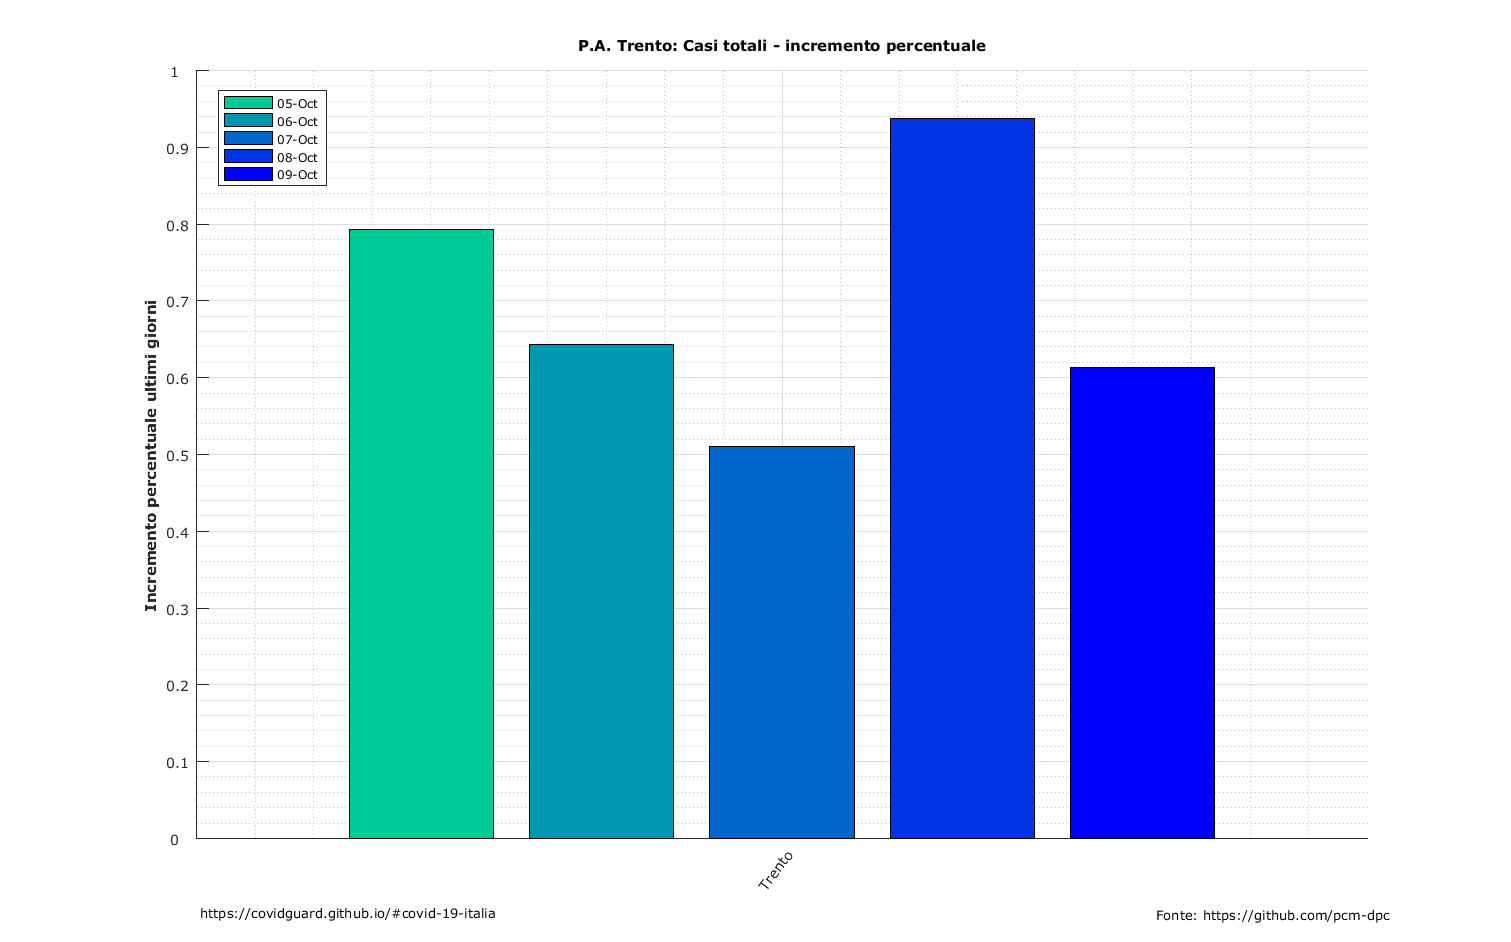 P.A. Trento: Casi totali - incremento percentuale
1
0.9
0.8
0.7
0.6
0.5
0.4
0.3
0.2
0.1
0
Incremento percentuale ultimi giorni
05-Oct
06-Oct
07-Oct
08-Oct
09-Oct
Trento
https://covidguard.github.io/#covid-19-italia
Fonte: https://github.com/pcm-dpc